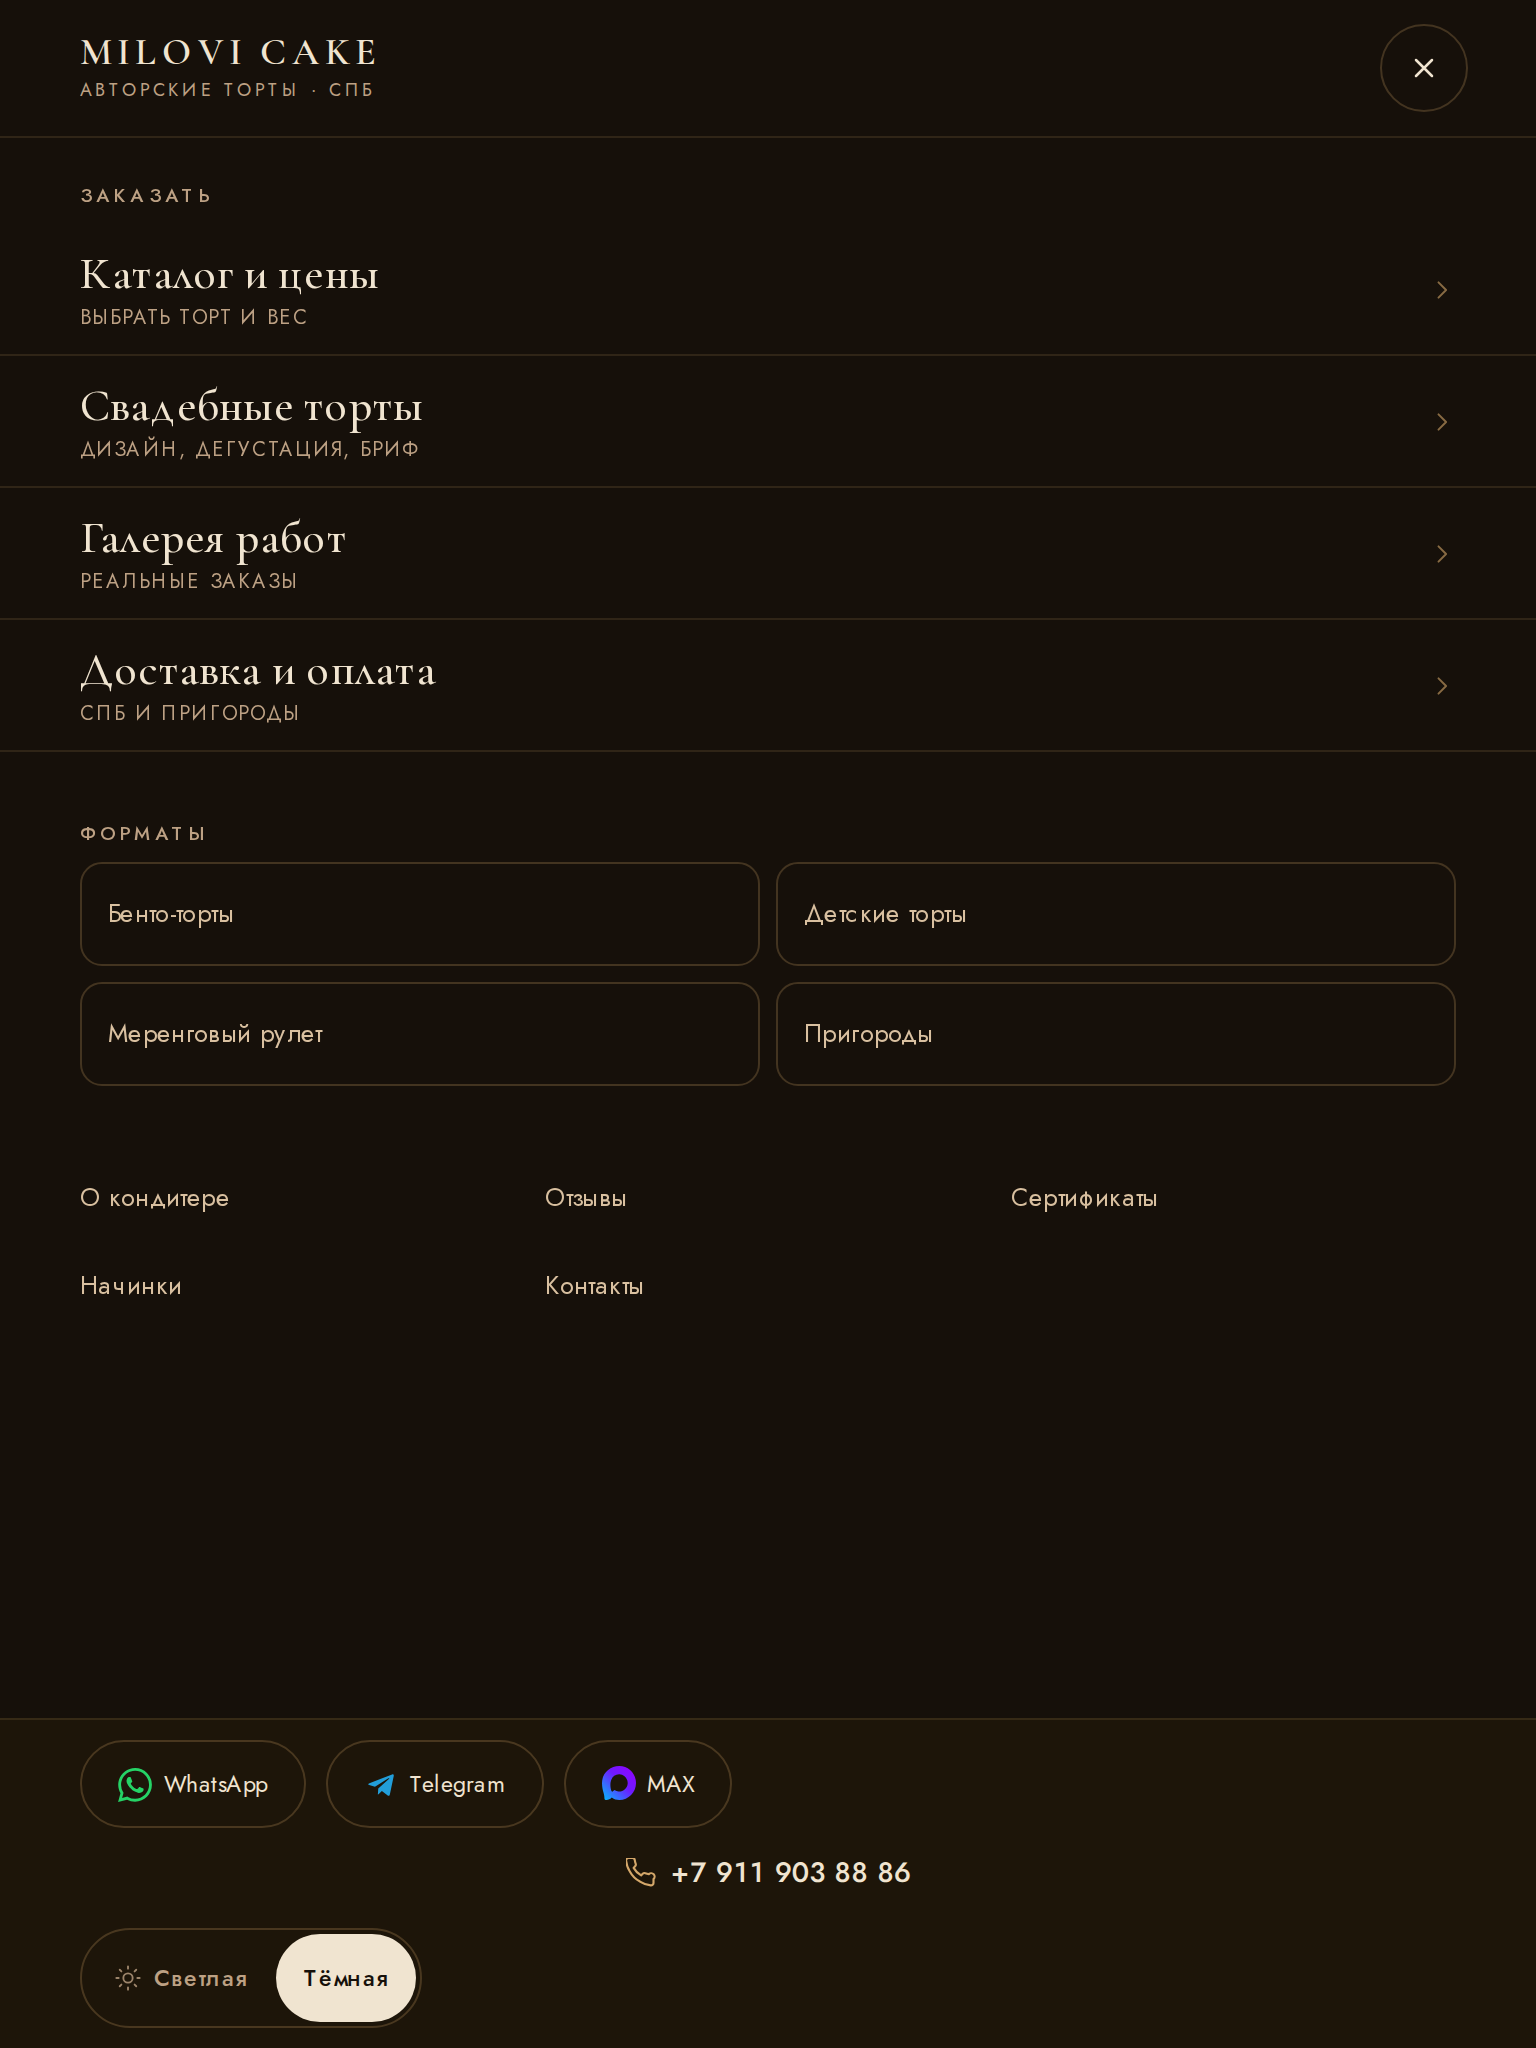 MILOVI CAKE
АВТОРСКИЕ ТОРТЫ · СПБ
ЗАКАЗАТЬ
Каталог и цены
ВЫБРАТЬ ТОРТ И ВЕС
Свадебные торты
ДИЗАЙН, ДЕГУСТАЦИЯ, БРИФ
Галерея работ
РЕАЛЬНЫЕ ЗАКАЗЫ
Доставка и оплата
СПБ И ПРИГОРОДЫ
ФОРМАТЫ
Бенто-торты
Детские торты
Меренговый рулет
Пригороды
О кондитере
Отзывы
Сертификаты
Начинки
Контакты
WhatsApp
Telegram
MAX
+7 911 903 88 86
Светлая
Тёмная